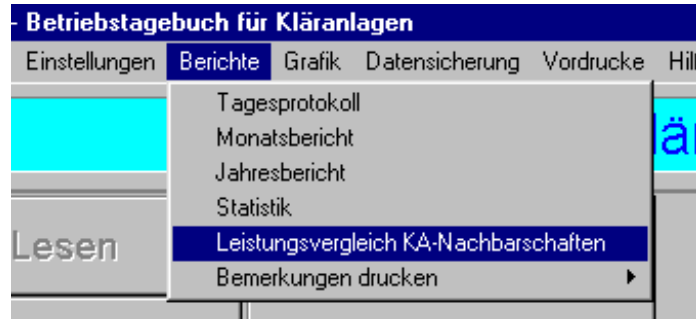 - Betriebstagebuch für Kläranlagen
Einstellungen Berichte Grafik Datensicherung Vordrucke
Tagesprotokoll
Monatsbericht
Jahresbericht
Statistik
Lesen
Leistungsvergleich KA-Nachbarschaften
Bemerkungen drucken